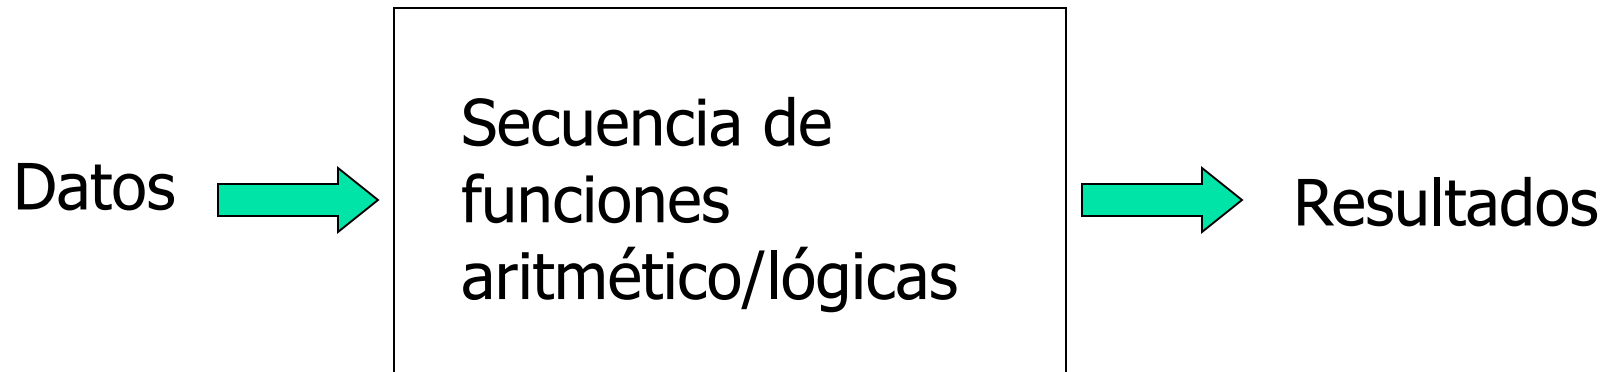 Datos
Secuencia de
funciones
aritmético/lógicas
Resultados